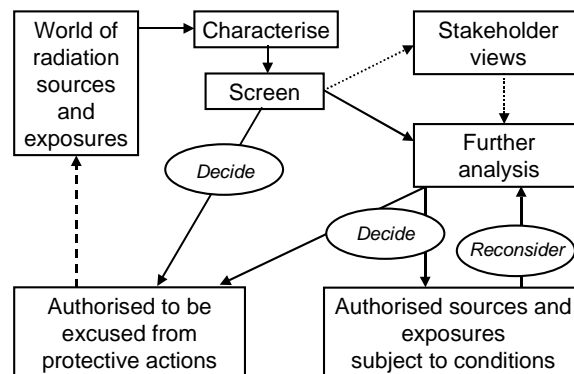 World of
radiation
sources
and
exposures
Characterise
Screen
Stakeholder
views
Further
analysis
Decide
Decide
Reconsider
Authorised to be
excused from
protective actions
Authorised sources and
exposures
subject to conditions